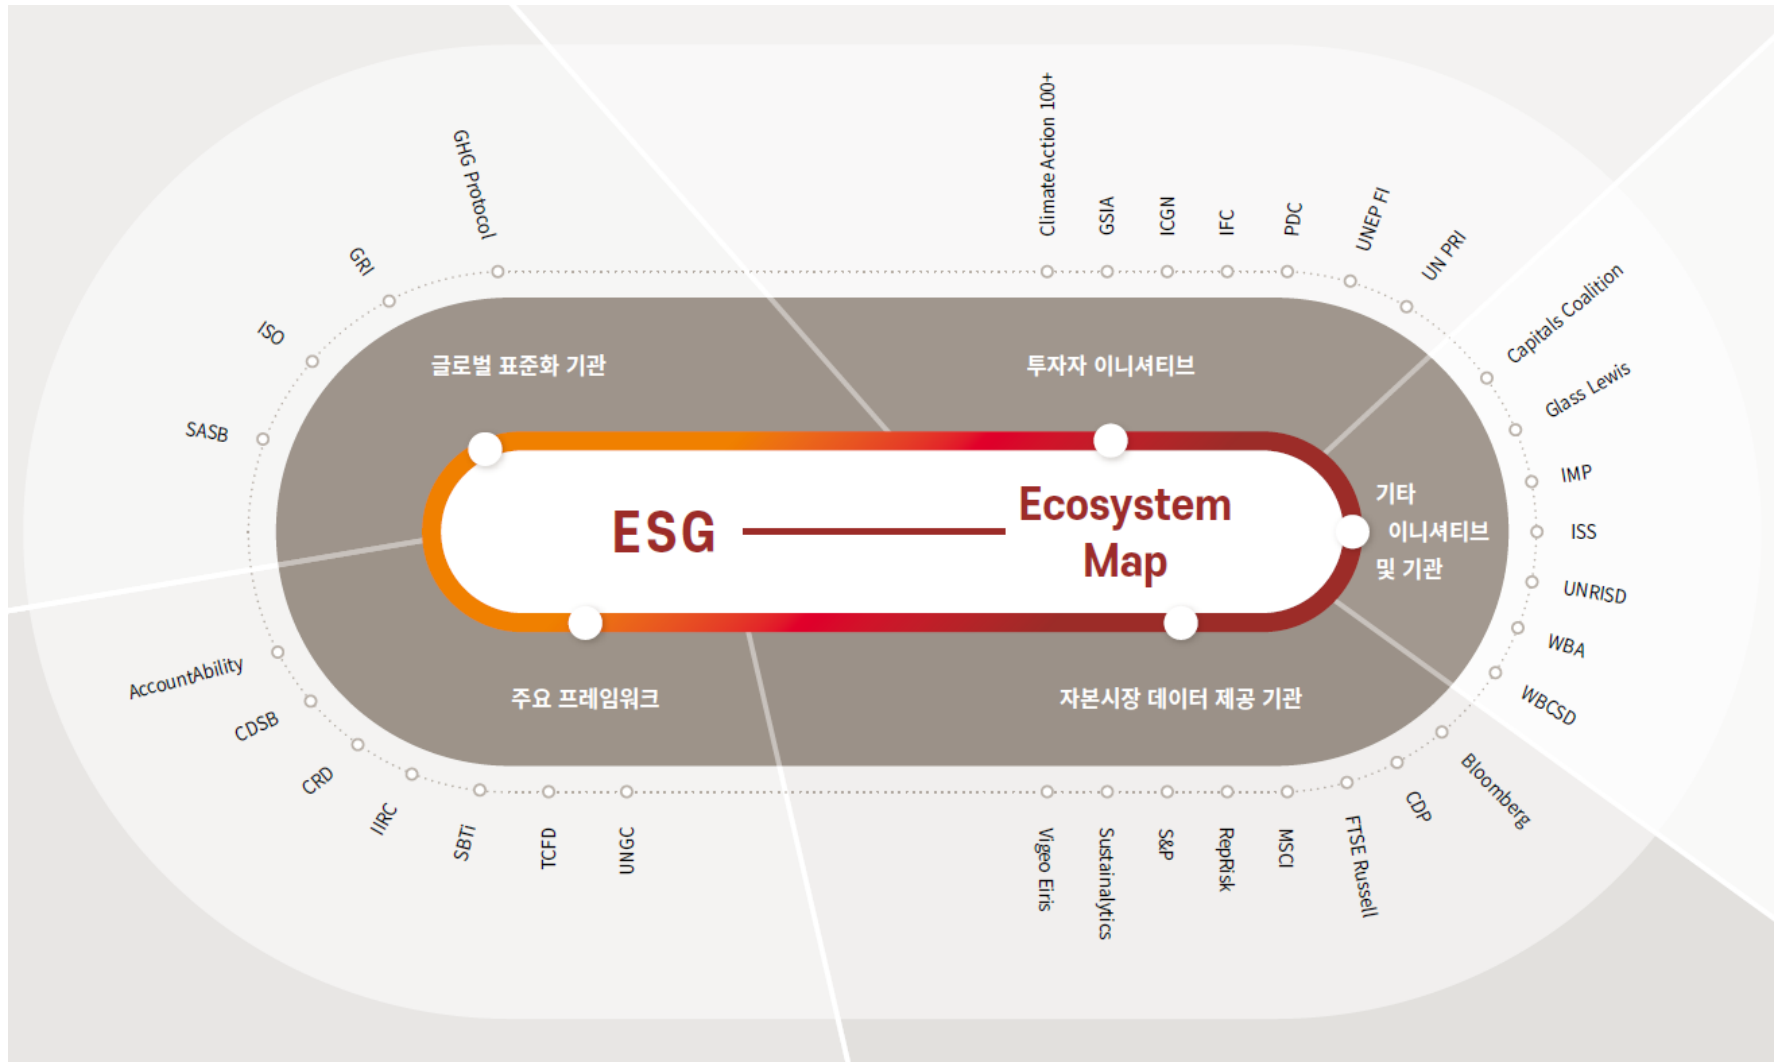 GHG Protocol
GRI
ISO
SASB
글로벌 표준화 기관
Climate Action 100+
GSIA
ICGN
IFC
PDC
UNEP FI
UN PRI
투자자 이니셔티브
Capitals Coalition
Glass Lewis
IMP
ISS
UNRISD
WBA
WBCSD
기타
이니셔티브
및 기관
ESG
Ecosystem
Map
주요 프레임워크
AccountAbility
CDSB
CRD
IIRC
SBTi
TCFD
UNGC
자본시장 데이터 제공 기관
Vigeo Eiris
Sustainalytics
S&P
RepRisk
MSCI
FTSE Russell
CDP
Bloomberg